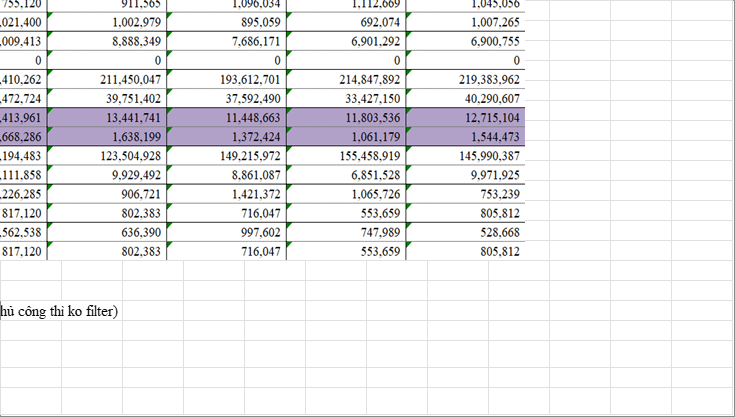 755,120 911,565 1,096,034 1,112,669 1,045,056
,021,400 1,002,979 895,059 692,074 1,007,265
,009,413 8,888,349 7,686,171 6,901,292 6,900,755
0 0 0 0 0
,410,262 211,450,047 193,612,701 214,847,892 219,383,962
,472,724 39,751,402 37,592,490 33,427,150 40,290,607
,413,961 13,441,741 11,448,663 11,803,536 12,715,104
,668,286 1,638,199 1,372,424 1,061,179 1,544,473
,194,483 123,504,928 149,215,972 155,458,919 145,990,387
,111,858 9,929,492 8,861,087 6,851,528 9,971,925
,226,285 906,721 1,421,372 1,065,726 753,239
817,120 802,383 716,047 553,659 805,812
,562,538 636,390 997,602 747,989 528,668
817,120 802,383 716,047 553,659 805,812
hủ công thì ko filter)